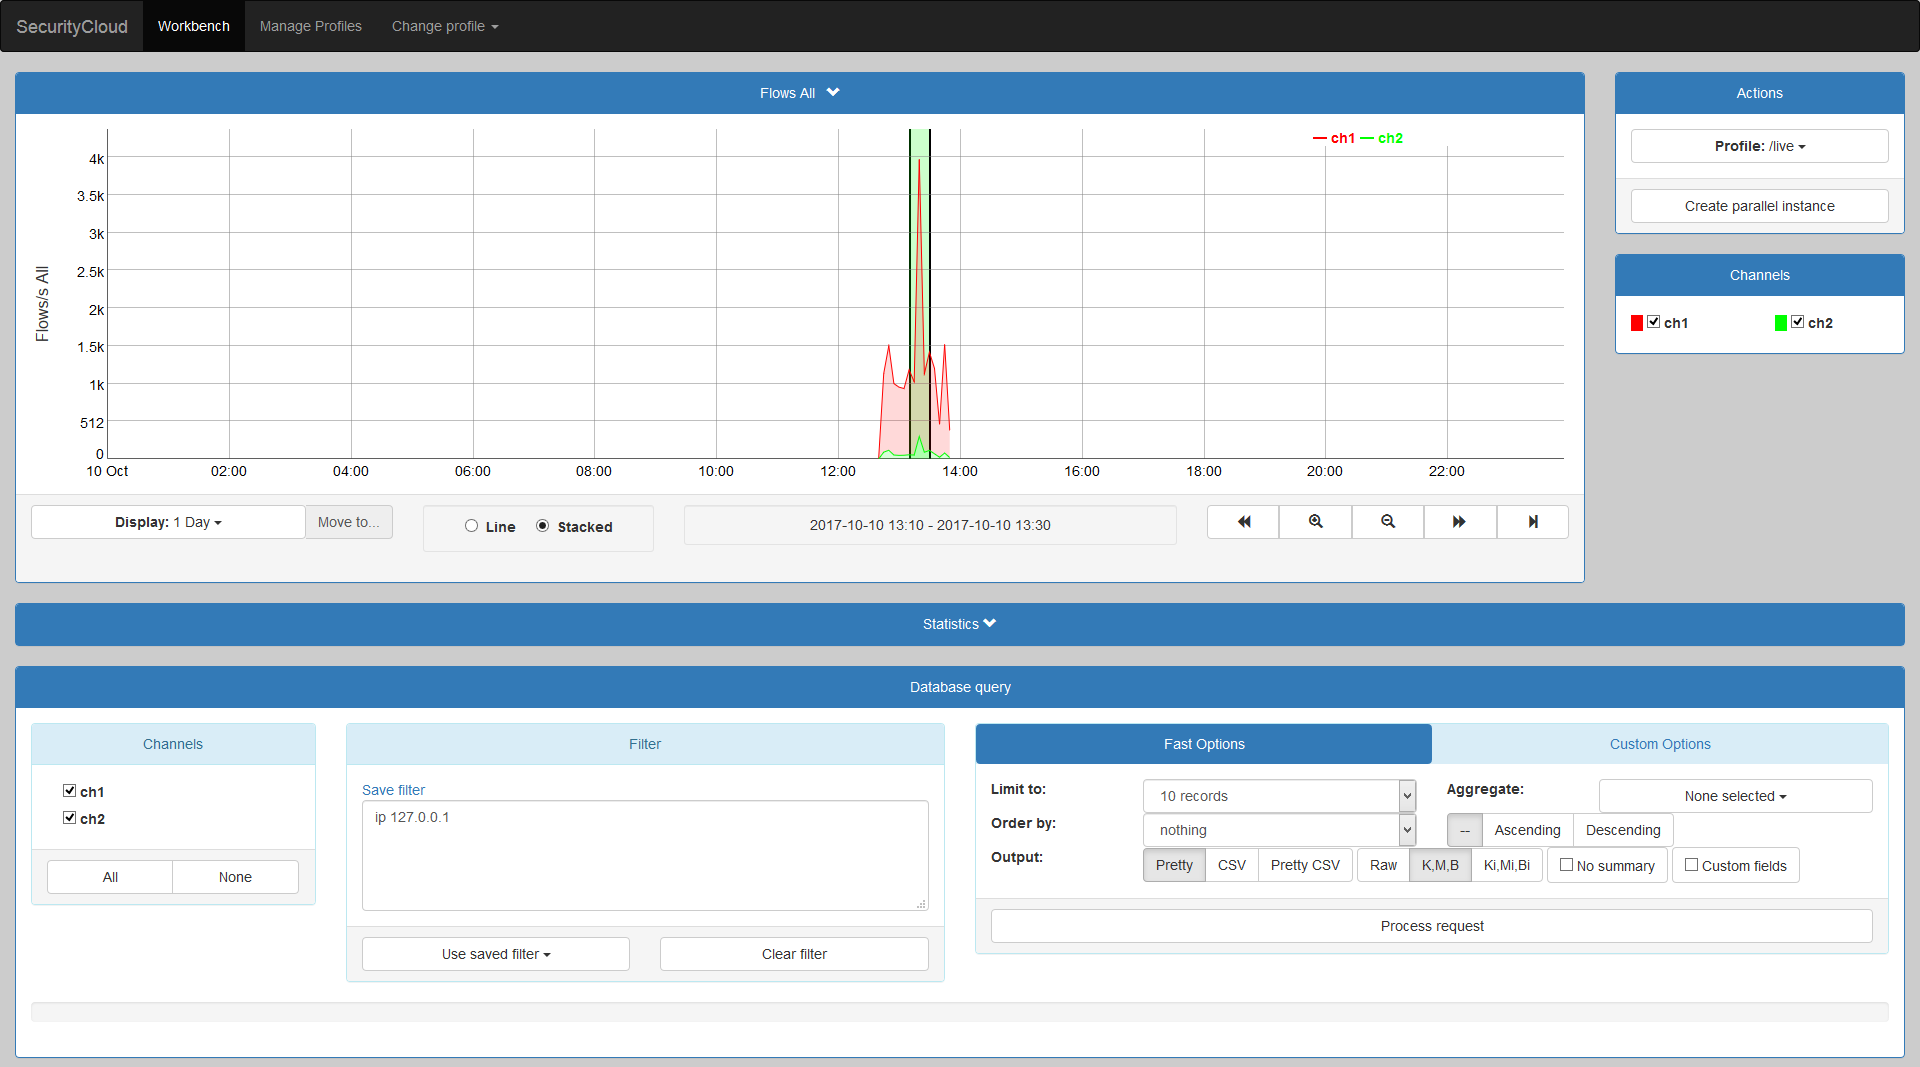 SecurityCloud Workbench Manage Profiles Change profile
Flows All
ch1 ch2
Flows/s All
4k
3.5k
3k
2.5k
2k
1.5k
1k
512
0
10 Oct 02:00 04:00 06:00 08:00 10:00 12:00 14:00 16:00 18:00 20:00 22:00
Display: 1 Day Move to... Line Stacked 2017-10-10 13:10 - 2017-10-10 13:30
Actions
Profile: /live
Create parallel instance
Channels
ch1 ch2
Statistics
Database query
Channels
ch1
ch2
All None
Filter
Save filter
ip 127.0.0.1
Use saved filter Clear filter
Fast Options Custom Options
Limit to: 10 records Aggregate: None selected
Order by: nothing -- Ascending Descending
Output: Pretty CSV Pretty CSV Raw K,M,B Ki,Mi,Bi No summary Custom fields
Process request